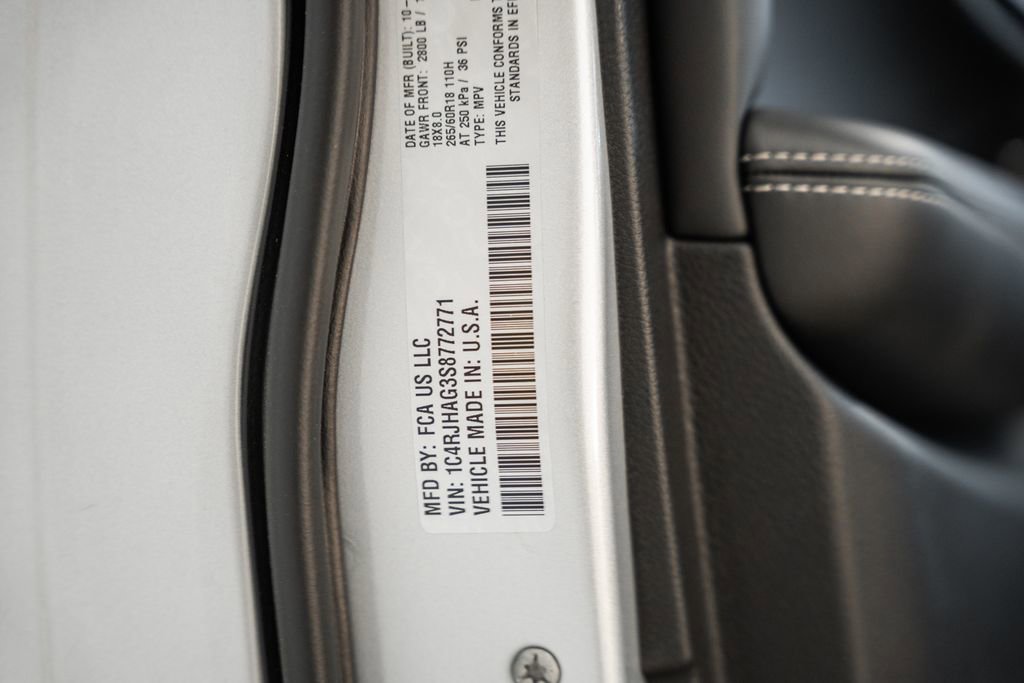 MFD BY: FCA US LLC
VIN: 1C4RJHAG3S8772771
VEHICLE MADE IN: U.S.A.
DATE OF MFR (BUILT): 10-
GAWR FRONT: 2800 LB /
18X8.0
265/60R18 110H
AT 250 kPa / 36 PSI
TYPE: MPV
THIS VEHICLE CONFORMS
STANDARDS IN